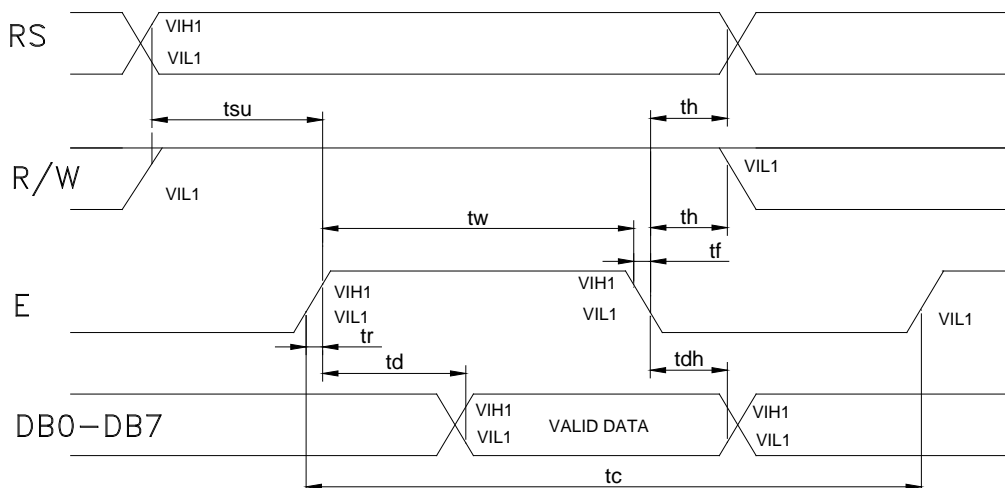 RS
VIH1
VIL1
tsu
th
R/W
VIL1
VIL1
tw
th
tf
E
VIH1
VIL1
VIH1
VIL1
VIL1
tr
td
tdh
DB0-DB7
VIH1
VIL1
VALID DATA
VIH1
VIL1
tc